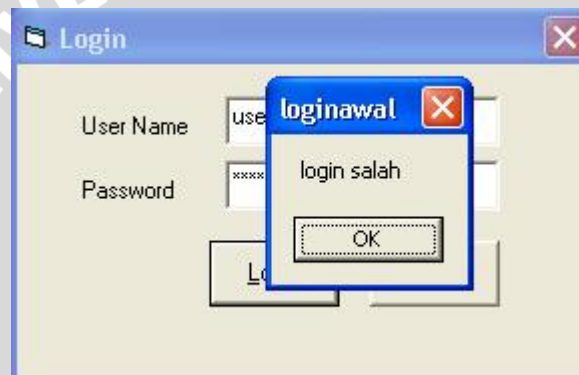 Login
loginawal
User Name
use
login salah
Password
xxxx
OK